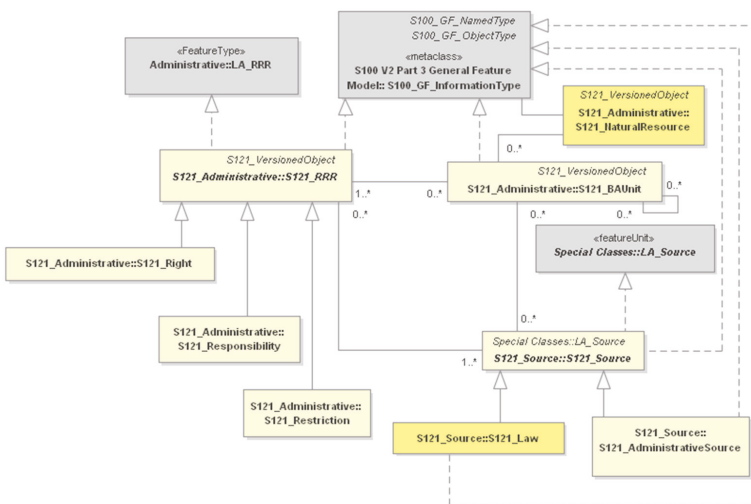 S100_GF_NamedType
S100_GF_ObjectType
«metaclass»
S100 V2 Part 3 General Feature
Model:: S100_GF_InformationType
«FeatureType»
Administrative::LA_RRR
S121_VersionedObject
S121_Administrative::
S121_NaturalResource
0..*
S121_VersionedObject
S121_Administrative::S121_RRR
1..*
0..*
0..*
S121_VersionedObject
S121_Administrative::S121_BAUnit
0..*
0..*
0..*
«featureUnit»
Special Classes::LA_Source
S121_Administrative::S121_Right
S121_Administrative::
S121_Responsibility
0..*
1..*
Special Classes::LA_Source
S121_Source::S121_Source
S121_Administrative::
S121_Restriction
S121_Source::S121_Law
S121_Source::
S121_AdministrativeSource